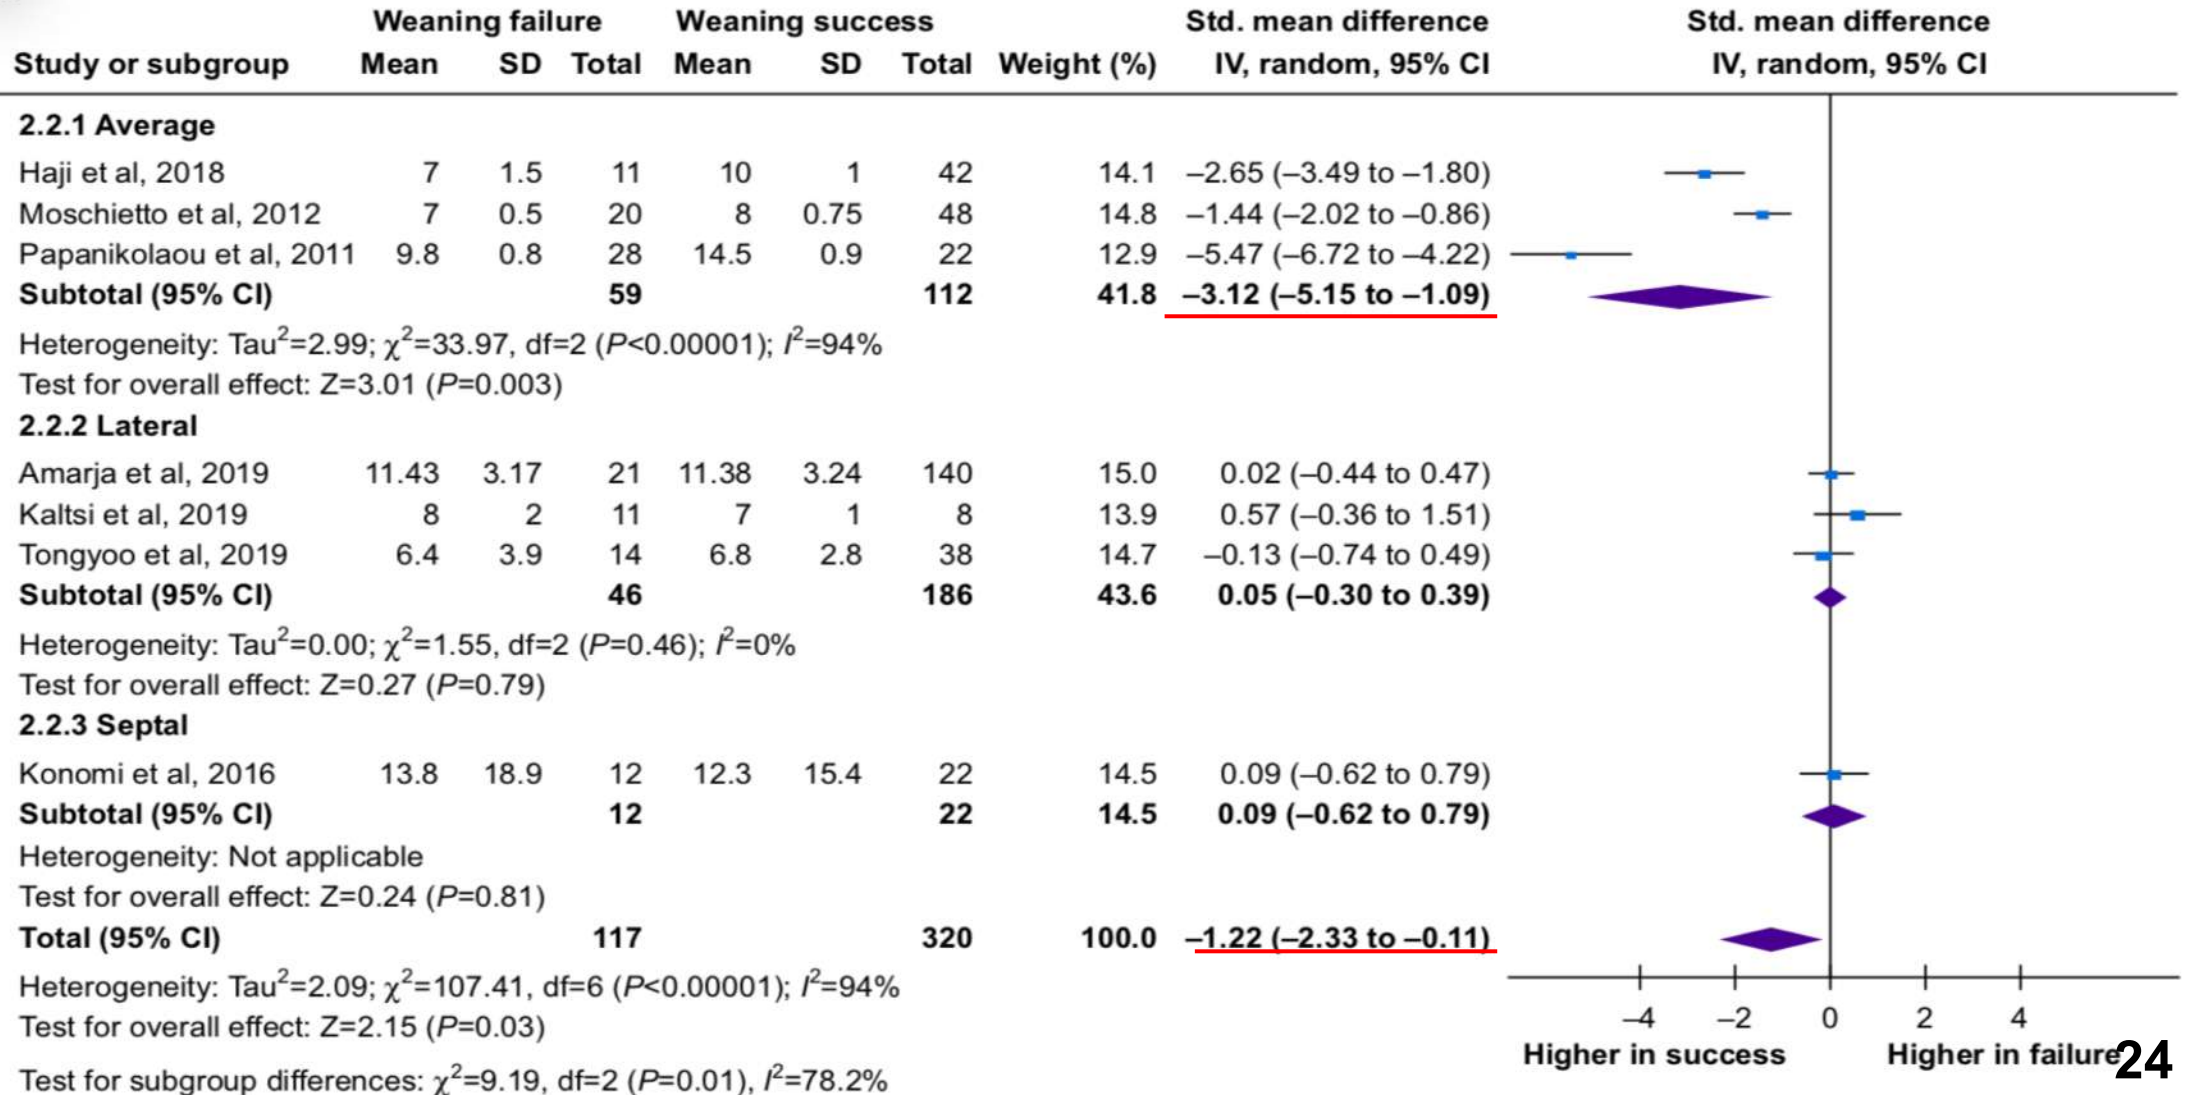 Weaning failure Weaning success Std. mean difference Std. mean difference
Study or subgroup Mean SD Total Mean SD Total Weight (%) IV, random, 95% CI IV, random, 95% CI
2.2.1 Average
Haji et al, 2018 7 1.5 11 10 1 42 14.1 –2.65 (–3.49 to –1.80)
Moschietto et al, 2012 7 0.5 20 8 0.75 48 14.8 –1.44 (–2.02 to –0.86)
Papanikolaou et al, 2011 9.8 0.8 28 14.5 0.9 22 12.9 –5.47 (–6.72 to –4.22)
Subtotal (95% CI) 59 112 41.8 –3.12 (–5.15 to –1.09)
Heterogeneity: Tau²=2.99; χ²=33.97, df=2 (P<0.00001); I²=94%
Test for overall effect: Z=3.01 (P=0.003)
2.2.2 Lateral
Amarja et al, 2019 11.43 3.17 21 11.38 3.24 140 15.0 0.02 (–0.44 to 0.47)
Kaltsi et al, 2019 8 2 11 7 1 8 13.9 0.57 (–0.36 to 1.51)
Tongyoo et al, 2019 6.4 3.9 14 6.8 2.8 38 14.7 –0.13 (–0.74 to 0.49)
Subtotal (95% CI) 46 186 43.6 0.05 (–0.30 to 0.39)
Heterogeneity: Tau²=0.00; χ²=1.55, df=2 (P=0.46); I²=0%
Test for overall effect: Z=0.27 (P=0.79)
2.2.3 Septal
Konomi et al, 2016 13.8 18.9 12 12.3 15.4 22 14.5 0.09 (–0.62 to 0.79)
Subtotal (95% CI) 12 22 14.5 0.09 (–0.62 to 0.79)
Heterogeneity: Not applicable
Test for overall effect: Z=0.24 (P=0.81)
Total (95% CI) 117 320 100.0 –1.22 (–2.33 to –0.11)
Heterogeneity: Tau²=2.09; χ²=107.41, df=6 (P<0.00001); I²=94%
Test for overall effect: Z=2.15 (P=0.03)
Test for subgroup differences: χ²=9.19, df=2 (P=0.01), I²=78.2%
–4 –2 0 2 4
Higher in success Higher in failure
24